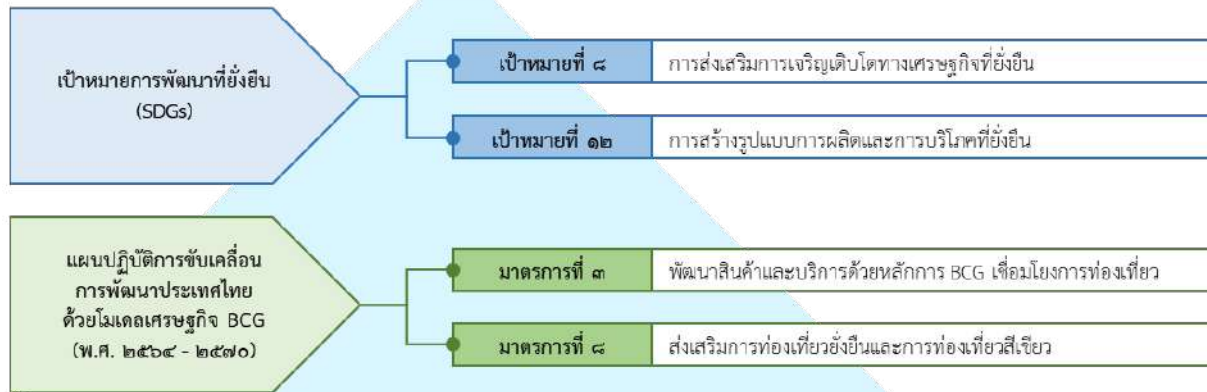 เป้าหมายการพัฒนาที่ยั่งยืน
(SDGs)
เป้าหมายที่ ๘
การส่งเสริมการเจริญเติบโตทางเศรษฐกิจที่ยั่งยืน
เป้าหมายที่ ๑๒
การสร้างรูปแบบการผลิตและการบริโภคที่ยั่งยืน
แผนปฏิบัติการขับเคลื่อน
การพัฒนาประเทศไทย
ด้วยโมเดลเศรษฐกิจ BCG
(พ.ศ. ๒๕๖๔ - ๒๕๗๐)
มาตรการที่ ๓
พัฒนาสินค้าและบริการด้วยหลักการ BCG เชื่อมโยงการท่องเที่ยว
มาตรการที่ ๘
ส่งเสริมการท่องเที่ยวยั่งยืนและการท่องเที่ยวสีเขียว